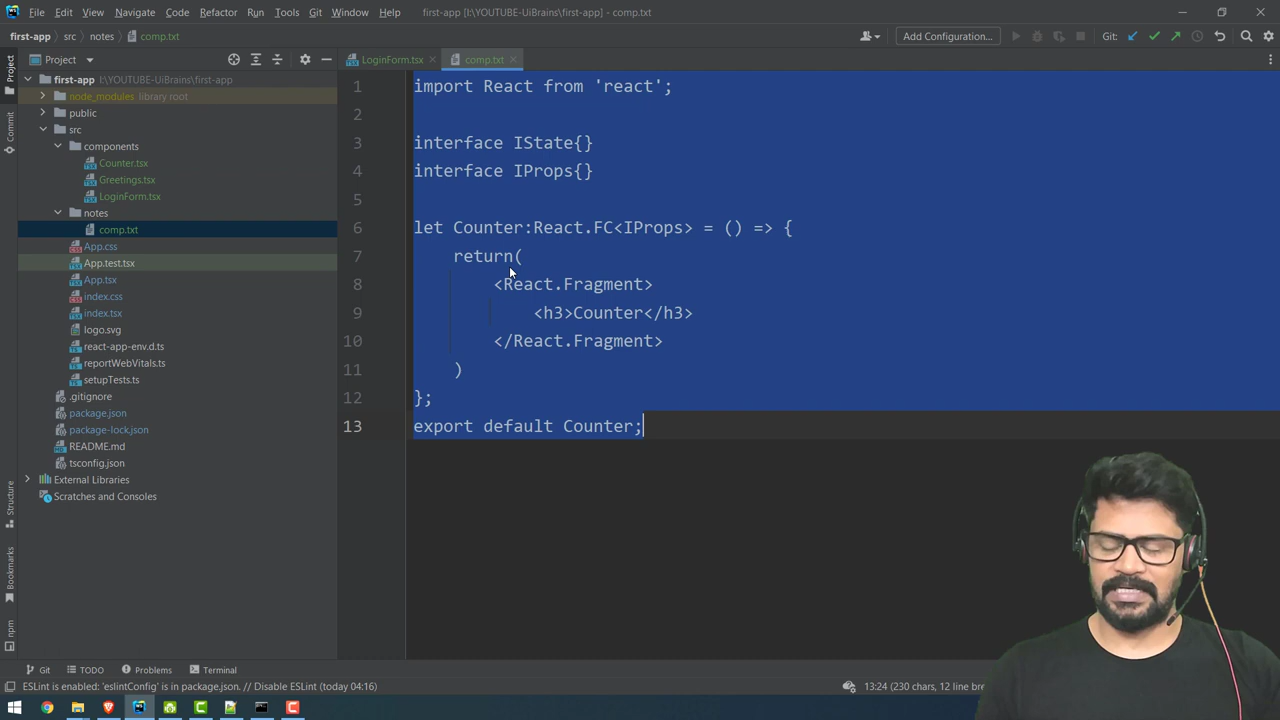 File Edit View Navigate Code Refactor Run Tools Git Window Help first-app [I:\YOUTUBE-UiBrains\first-app] - comp.txt
first-app src notes comp.txt
Add Configuration...
Git:
Project
LoginForm.tsx
comp.txt
first-app I:\YOUTUBE-UiBrains\first-app
node_modules library root
public
src
components
Counter.tsx
Greetings.tsx
LoginForm.tsx
notes
comp.txt
App.css
App.test.tsx
App.tsx
index.css
index.tsx
logo.svg
react-app-env.d.ts
reportWebVitals.ts
setupTests.ts
.gitignore
package.json
package-lock.json
README.md
tsconfig.json
External Libraries
Scratches and Consoles
Project
Commit
Structure
Bookmarks
npm
1 import React from 'react';
2
3 interface IState{}
4 interface IProps{}
5
6 let Counter:React.FC<IProps> = () => {
7 return(
8 <React.Fragment>
9 <h3>Counter</h3>
10 </React.Fragment>
11 )
12 };
13 export default Counter;
Git TODO Problems Terminal
ESLint is enabled: 'eslintConfig' is in package.json. // Disable ESLint (today 04:16)
13:24 (230 chars, 12 line